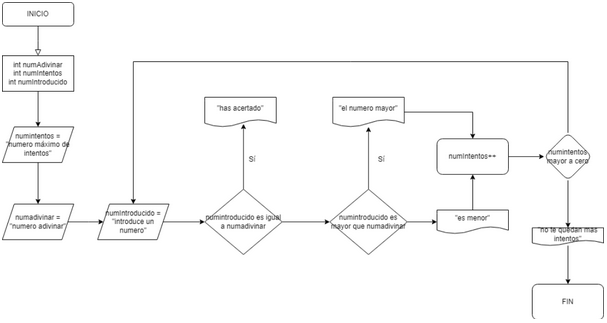 INICIO
int numAdivinar
int numIntentos
int numIntroducido
numintentos =
"numero máximo de
intentos"
numadivinar =
"numero adivinar"
numIntroducido =
"introduce un
numero"
"has acertado"
Sí
numintroducido es igual
a numadivinar
"el numero mayor"
Sí
numintroducido es
mayor que numadivinar
"es menor"
numIntentos++
numintentos
mayor a cero
"no te quedan mas
intentos"
FIN